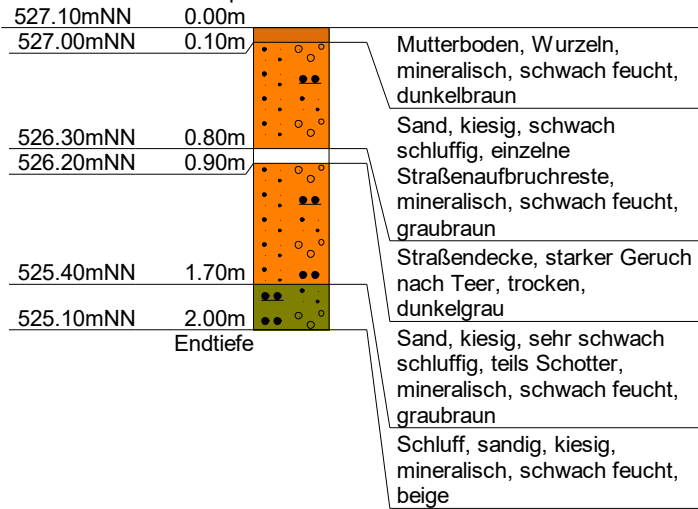 527.10mNN 0.00m
527.00mNN 0.10m
Mutterboden, Wurzeln,
mineralisch, schwach feucht,
dunkelbraun
526.30mNN 0.80m
526.20mNN 0.90m
Sand, kiesig, schwach
schluffig, einzelne
Straßenaufbruchreste,
mineralisch, schwach feucht,
graubraun
Straßendecke, starker Geruch
nach Teer, trocken,
dunkelgrau
525.40mNN 1.70m
525.10mNN 2.00m
Endtiefe
Sand, kiesig, sehr schwach
schluffig, teils Schotter,
mineralisch, schwach feucht,
graubraun
Schluff, sandig, kiesig,
mineralisch, schwach feucht,
beige